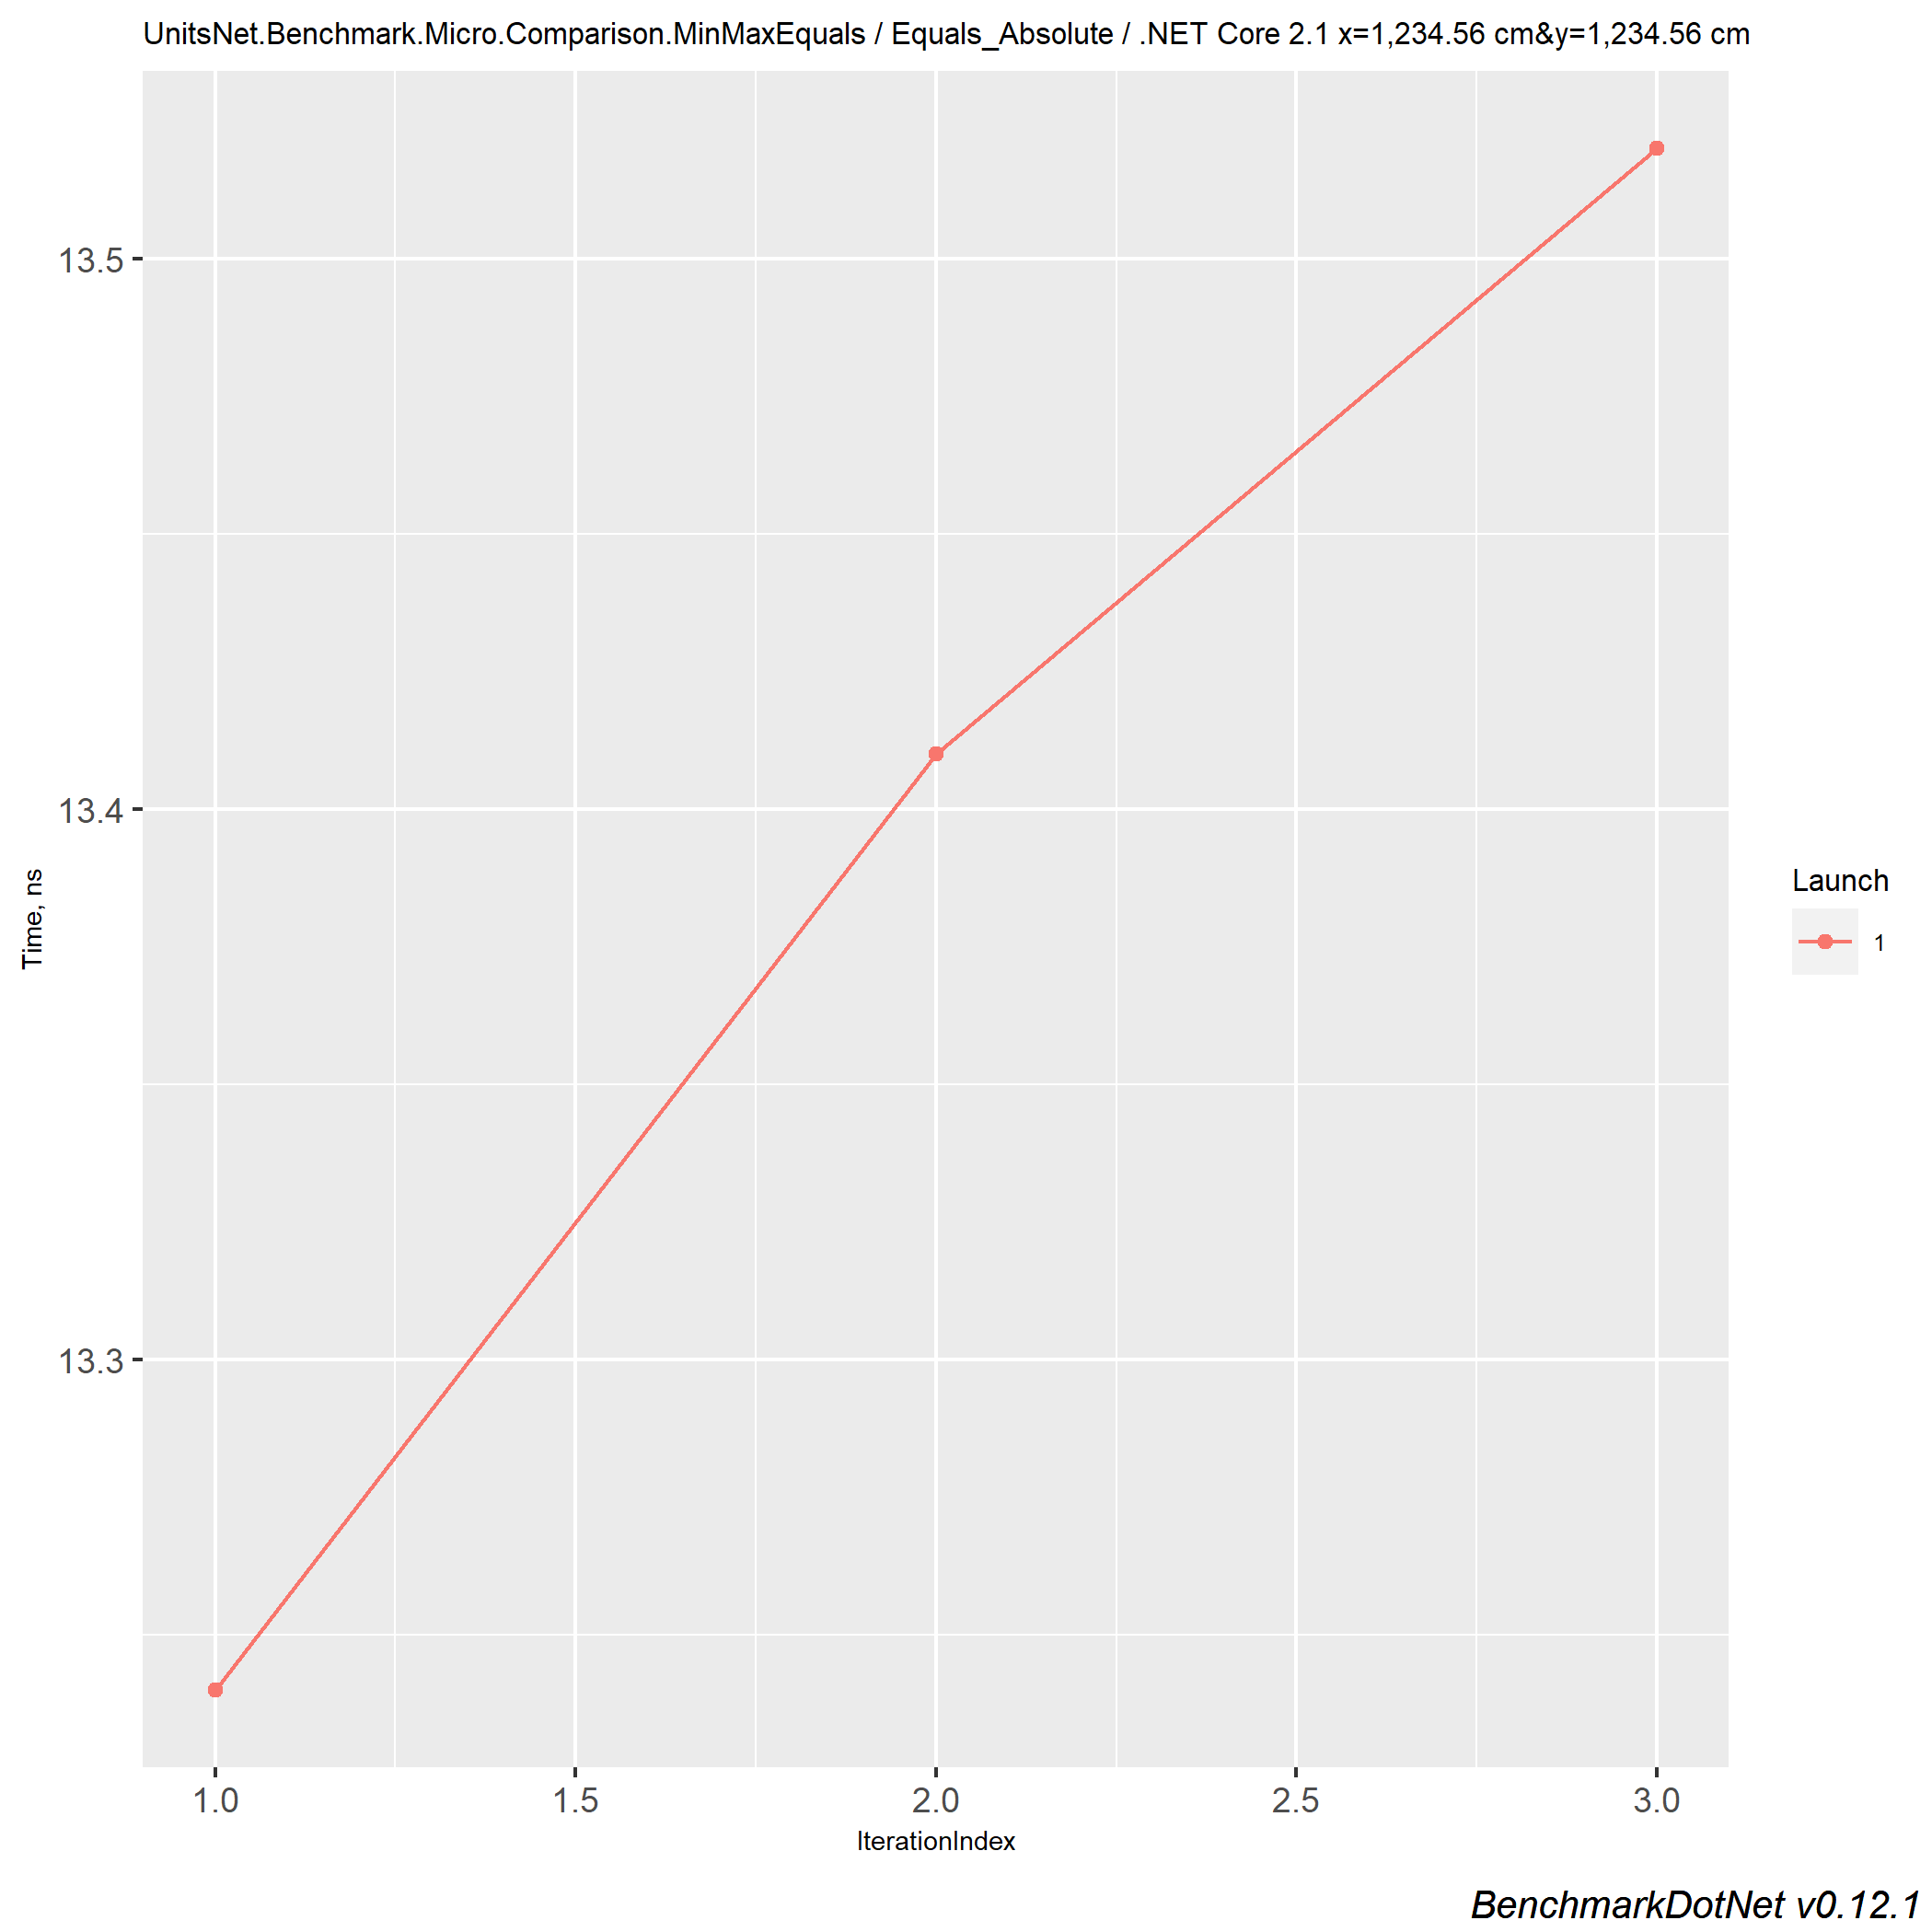 UnitsNet.Benchmark.Micro.Comparison.MinMaxEquals / Equals_Absolute / .NET Core 2.1 x=1,234.56 cm&y=1,234.56 cm
13.5
13.4
13.3
Time, ns
1.0 1.5 2.0 2.5 3.0
IterationIndex
Launch
1
BenchmarkDotNet v0.12.1